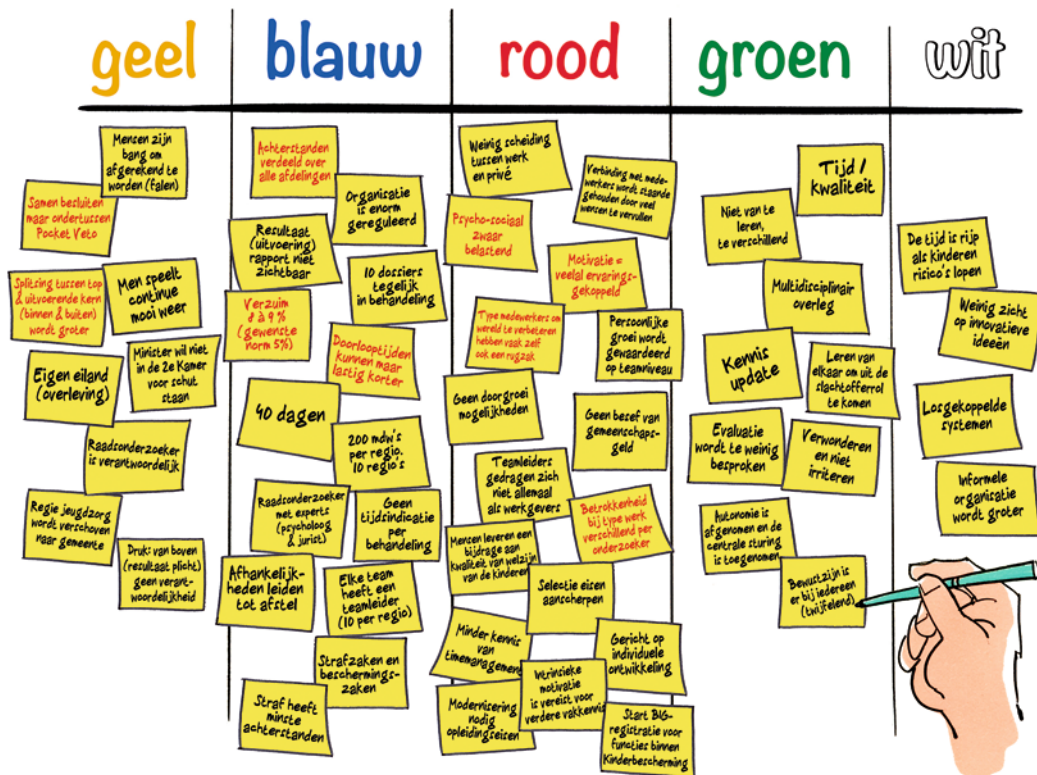 geel
blauw
rood
groen
wit
Mensen zijn
bang om
afgerekend te
worden (falen)
Samen besluiten
maar ondertussen
Pocket Veto
Splitsing tussen top
& uitvoerende kern
(binnen & buiten)
wordt groter
Men speelt
continue
mooi weer
Minister wil niet
in de 2e Kamer
voor schut
staan
Eigen eiland
(overleving)
Raadsonderzoeker
is verantwoordelijk
Regie jeugdzorg
wordt verschoven
naar gemeente
Druk: van boven
(resultaat plicht)
geen verant-
woordelijkheid
Achterstanden
verdeeld over
alle afdelingen
Organisatie
is enorm
gereguleerd
Resultaat
(uitvoering)
rapport niet
zichtbaar
10 dossiers
tegelijk
in behandeling
Verzuim
8 à 9 %
(gewenste
norm 5%)
Doorlooptijden
kunnen maar
lastig korter
40 dagen
200 mdw's
per regio,
10 regio's
Raadsonderzoeker
met experts
(psycholoog
& jurist)
Geen
tijdsindicatie
per
behandeling
Afhankelijk-
heden leiden
tot afstel
Elke team
heeft een
teamleider
(10 per regio)
Strafzaken en
beschermings-
zaken
Straf heeft
minste
achterstanden
Weinig scheiding
tussen werk
en privé
Verbinding met mede-
werkers wordt staande
gehouden door veel
wensen te vervullen
Psycho-sociaal
zwaar
belastend
Motivatie =
veelal ervarings-
gekoppeld
Type medewerkers om
wereld te verbeteren
hebben vaak zelf
ook een rugzak
Persoonlijke
groei wordt
gewaardeerd
op teamniveau
Geen doorgroei
mogelijkheden
Geen besef van
gemeenschaps-
geld
Teamleiders
gedragen zich
niet allemaal
als werkgevers
Betrokkenheid
bij type werk
verschillend per
onderzoeker
Mensen leveren een
bijdrage aan
kwaliteit van welzijn
van de kinderen
Selectie eisen
aanscherpen
Minder kennis
van
timemanagement
Gericht op
individuele
ontwikkeling
Intrinsieke
motivatie
is vereist voor
verdere vakkennis
Modernisering
nodig
opleidingseisen
Start BIG-
registratie voor
functies binnen
Kinderbescherming
Tijd /
kwaliteit
Niet van te
leren,
te verschillend
Multidisciplinair
overleg
Kennis
update
Leren van
elkaar om uit de
slachtofferrol
te komen
Evaluatie
wordt te weinig
besproken
Verwonderen
en niet
irriteren
Autonomie is
afgenomen en de
centrale sturing
is toegenomen
Bewustzijn is
er bij iedereen
(twijfelend)
De tijd is rijp
als kinderen
risico's lopen
Weinig zicht
op innovatieve
ideeën
Losgekoppelde
systemen
Informele
organisatie
wordt groter